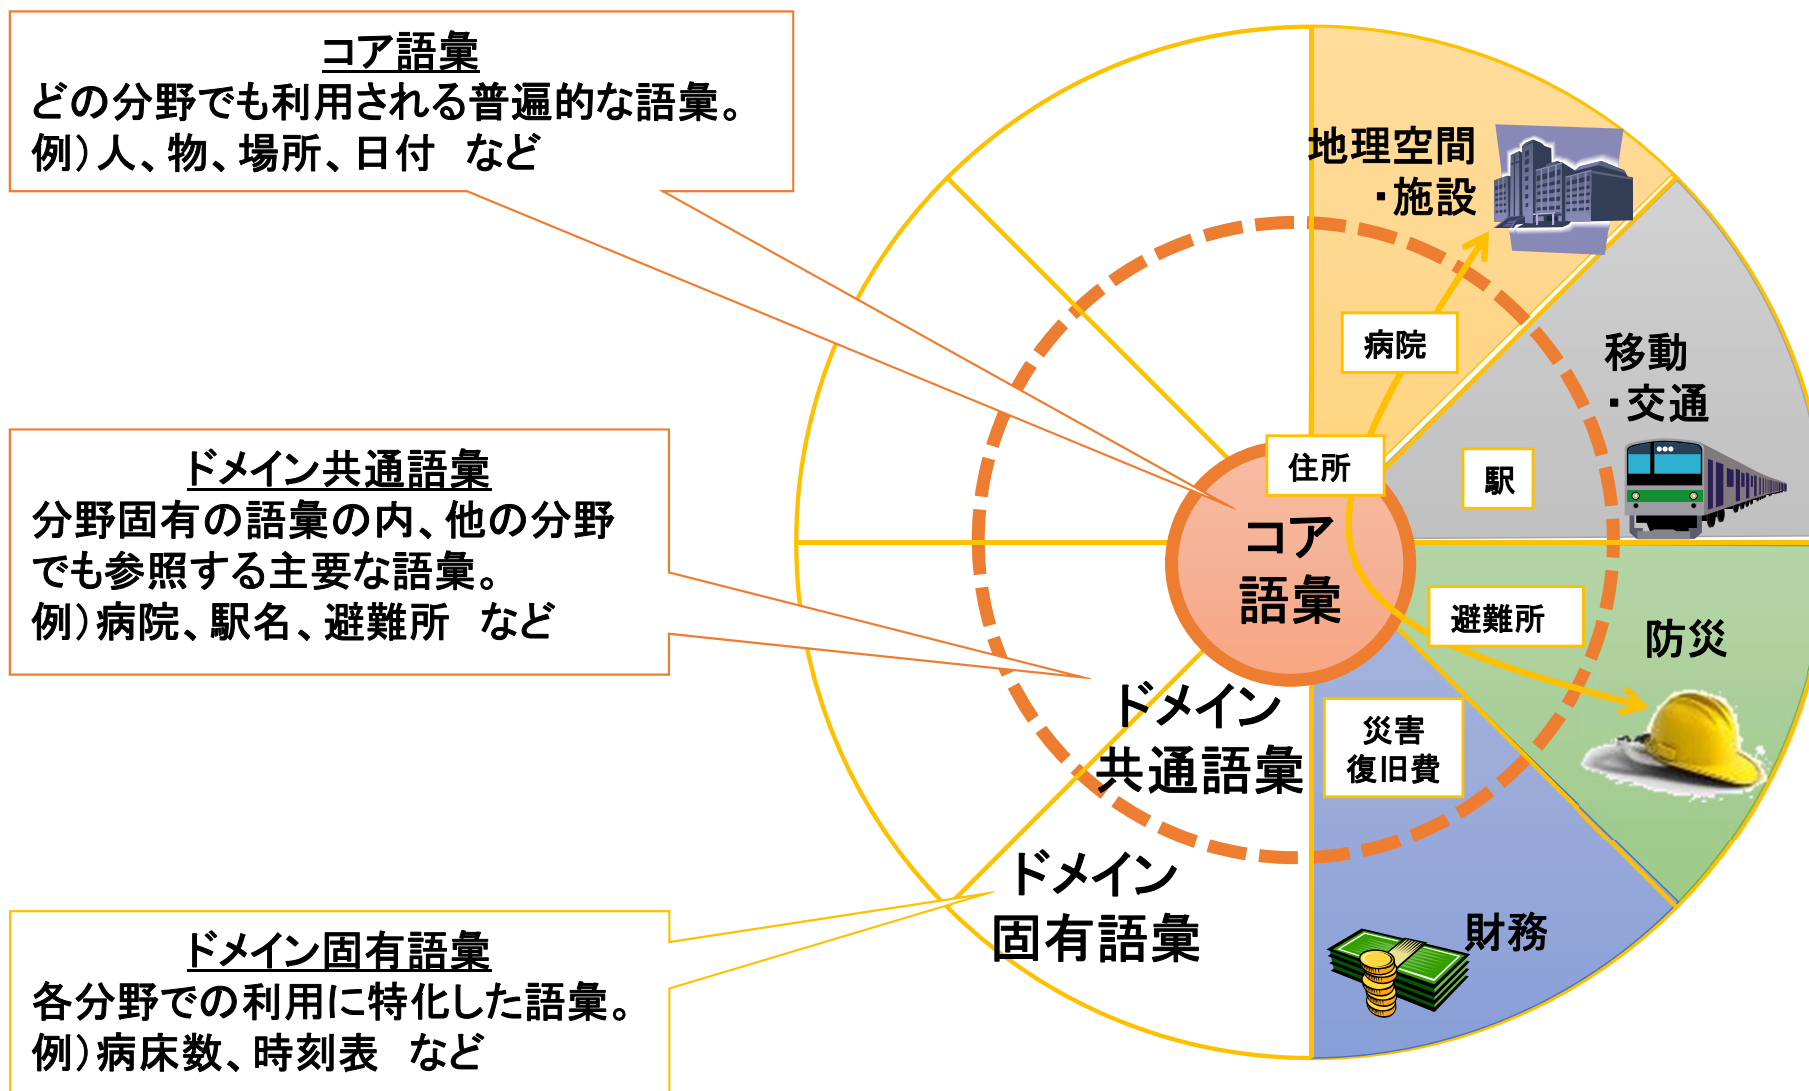 コア語彙
どの分野でも利用される普遍的な語彙。
例)人、物、場所、日付　など
ドメイン共通語彙
分野固有の語彙の内、他の分野
でも参照する主要な語彙。
例)病院、駅名、避難所　など
ドメイン固有語彙
各分野での利用に特化した語彙。
例)病床数、時刻表　など
地理空間
・施設
病院
移動
・交通
住所
駅
コア
語彙
避難所
防災
ドメイン
共通語彙
災害
復旧費
ドメイン
固有語彙
財務